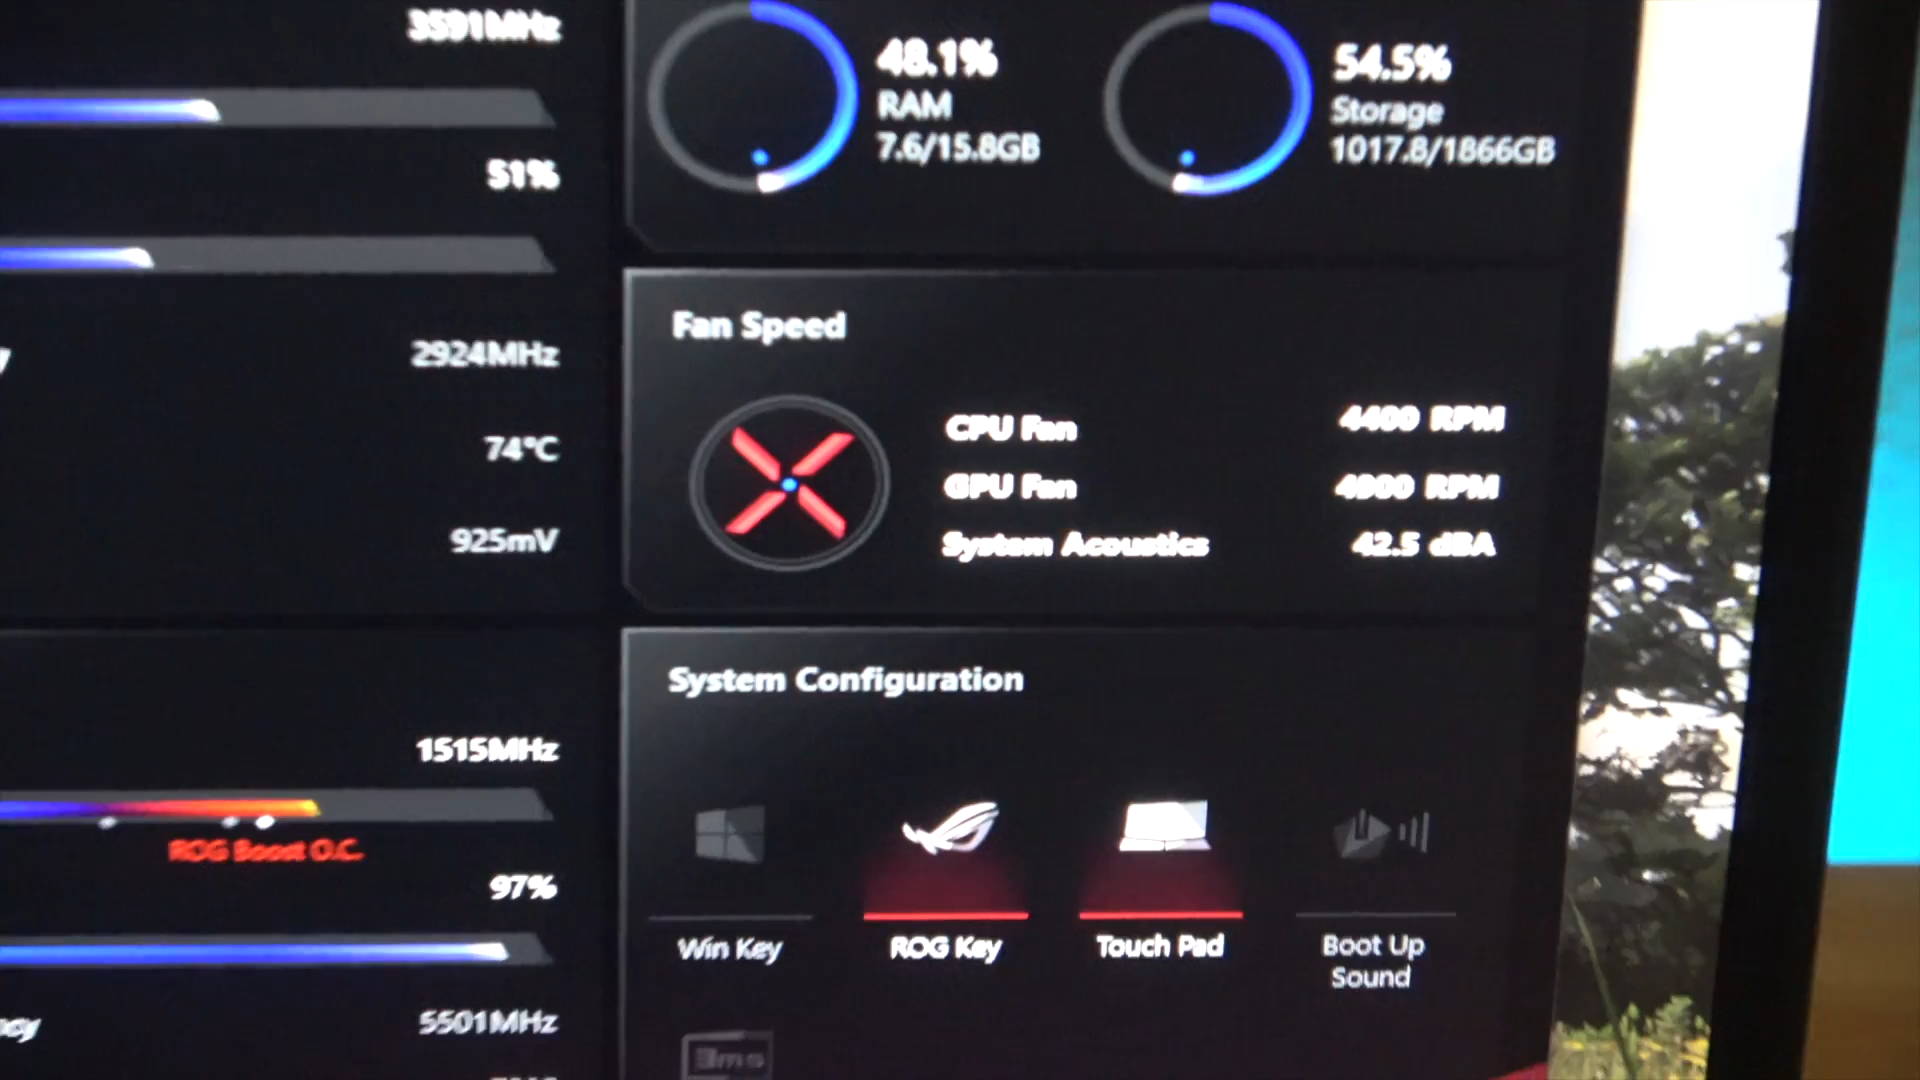 3591MHz
51%
2924MHz
74°C
925mV
1515MHz
ROG Boost O.C.
97%
5501MHz
48.1%
RAM
7.6/15.8GB
54.5%
Storage
1017.8/1866GB
Fan Speed
CPU Fan 4400 RPM
GPU Fan 4900 RPM
System Acoustics 42.5 dBA
System Configuration
Win Key
ROG Key
Touch Pad
Boot Up
Sound
3ms